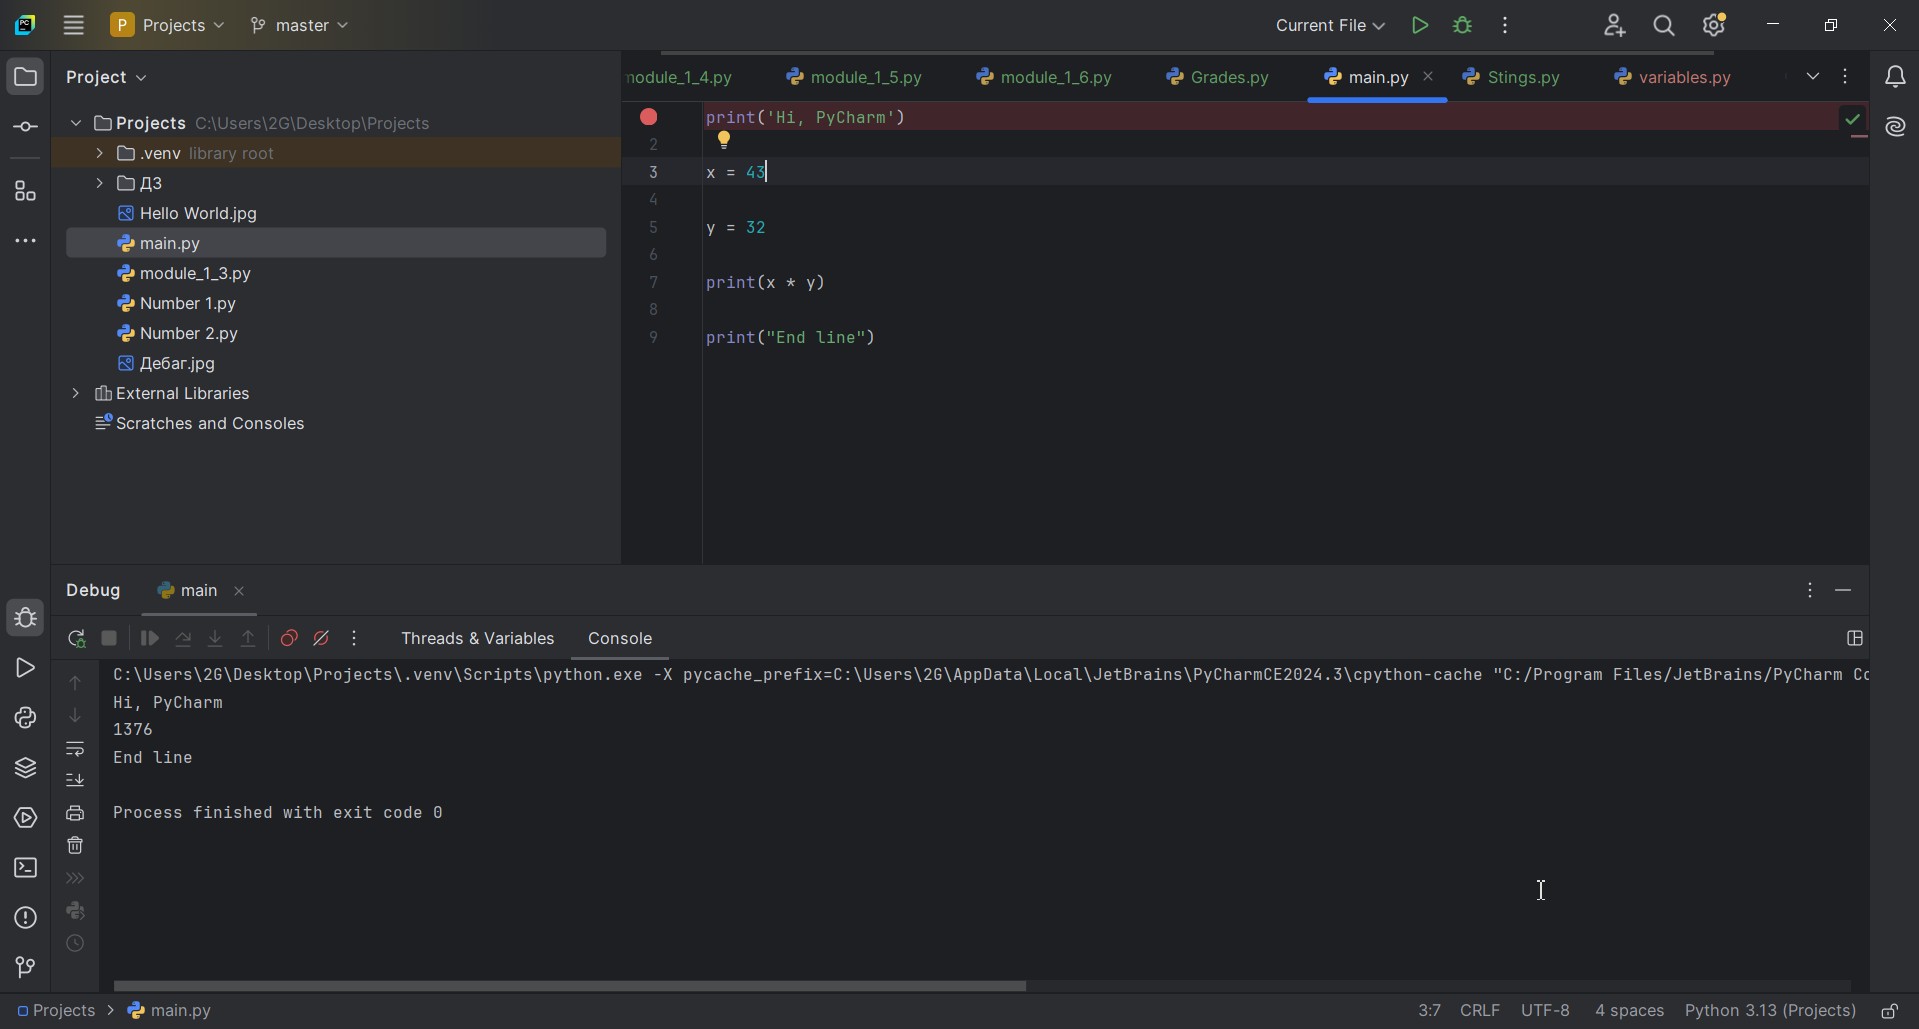 PC
P Projects master Current File
Project
module_1_4.py module_1_5.py module_1_6.py Grades.py main.py Stings.py variables.py
Projects C:\Users\2G\Desktop\Projects
.venv library root
ДЗ
Hello World.jpg
main.py
module_1_3.py
Number 1.py
Number 2.py
Дебаг.jpg
External Libraries
Scratches and Consoles
print('Hi, PyCharm')
2
3 x = 43
4
5 y = 32
6
7 print(x * y)
8
9 print("End line")
Debug main
Threads & Variables Console
C:\Users\2G\Desktop\Projects\.venv\Scripts\python.exe -X pycache_prefix=C:\Users\2G\AppData\Local\JetBrains\PyCharmCE2024.3\cpython-cache "C:/Program Files/JetBrains/PyCharm Co
Hi, PyCharm
1376
End line
Process finished with exit code 0
Projects > main.py 3:7 CRLF UTF-8 4 spaces Python 3.13 (Projects)